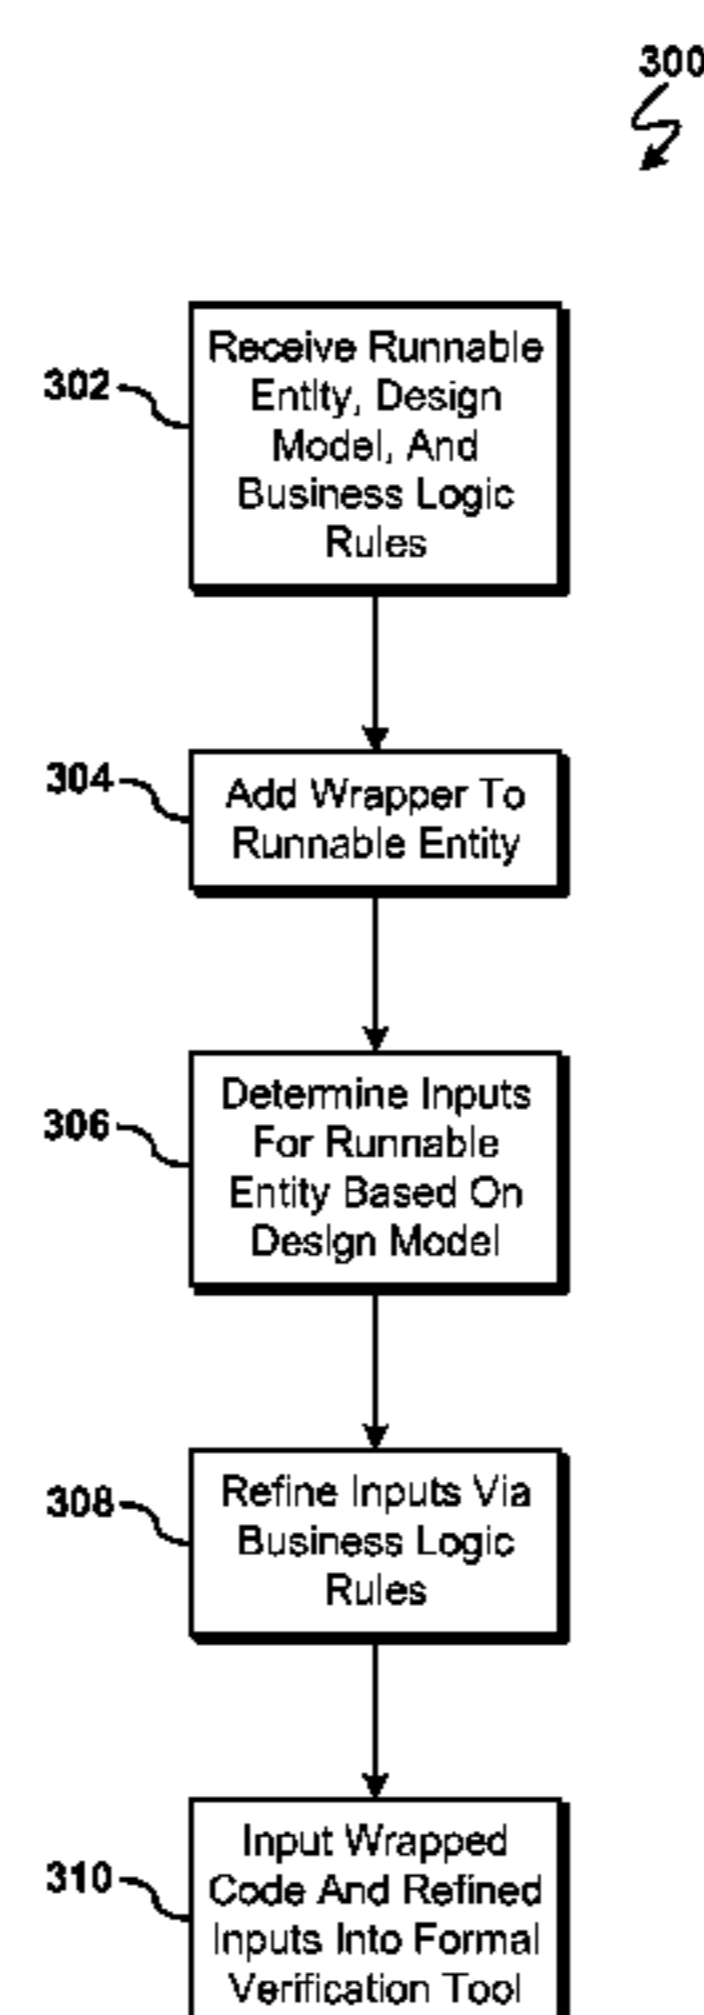 300
302
Receive Runnable
Entity, Design
Model, And
Business Logic
Rules
304
Add Wrapper To
Runnable Entity
306
Determine Inputs
For Runnable
Entity Based On
Design Model
308
Refine Inputs Via
Business Logic
Rules
310
Input Wrapped
Code And Refined
Inputs Into Formal
Verification Tool